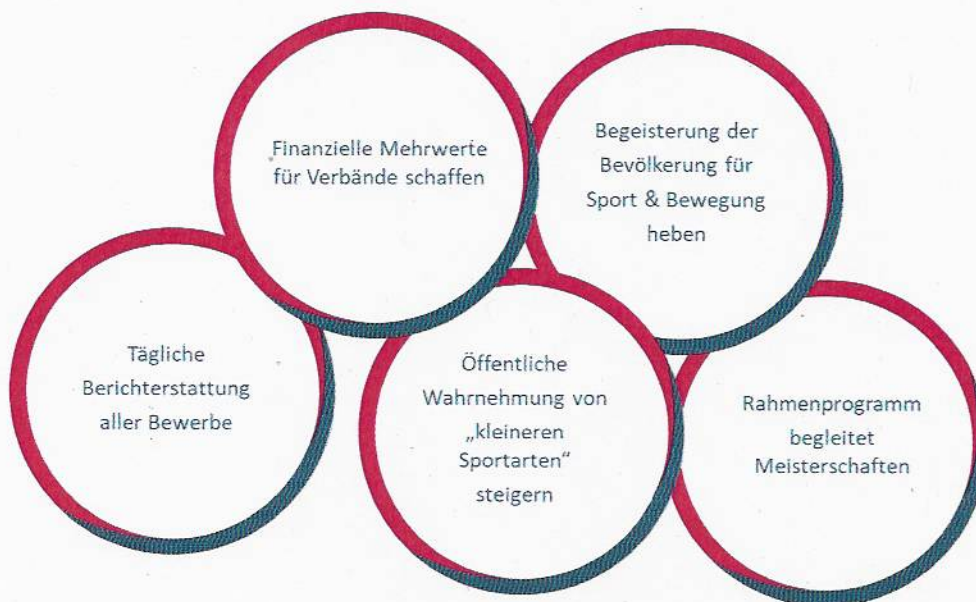 Finanzielle Mehrwerte
für Verbände schaffen
Begeisterung der
Bevölkerung für
Sport & Bewegung
heben
Tägliche
Berichterstattung
aller Bewerbe
Öffentliche
Wahrnehmung von
„kleineren
Sportarten“
steigern
Rahmenprogramm
begleitet
Meisterschaften